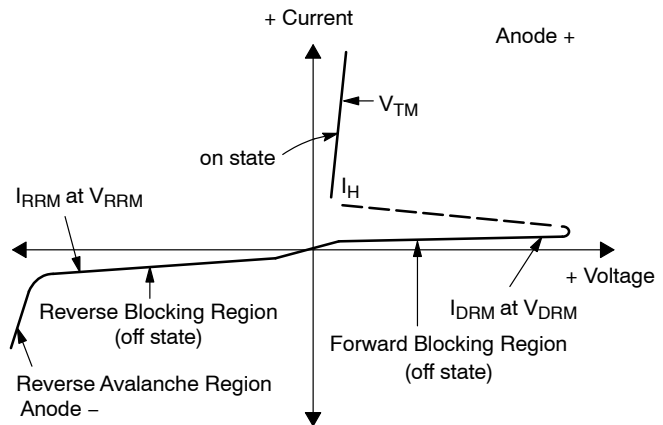 + Current
Anode +
V_TM
on state
I_H
I_RRM at V_RRM
+ Voltage
I_DRM at V_DRM
Reverse Blocking Region
(off state)
Forward Blocking Region
(off state)
Reverse Avalanche Region
Anode −